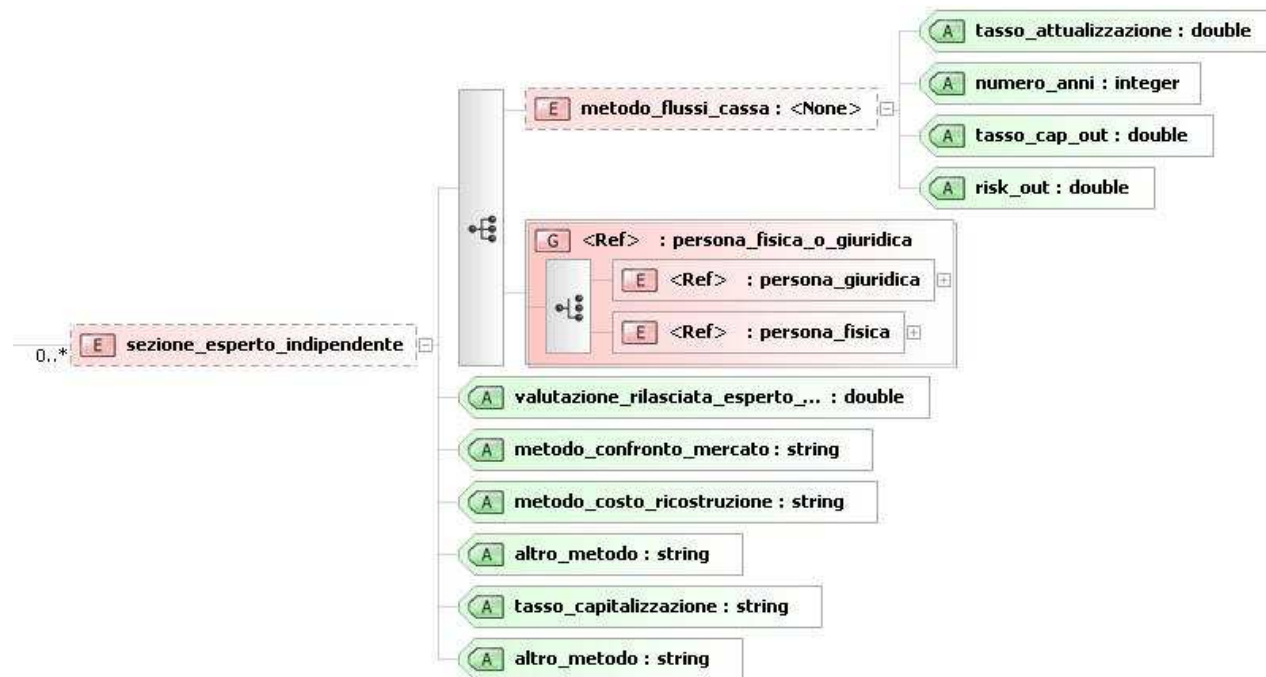 A tasso_attualizzazione : double
A numero_anni : integer
E metodo_flussi_cassa : <None>
A tasso_cap_out : double
A risk_out : double
G <Ref> : persona_fisica_o_giuridica
E <Ref> : persona_giuridica
E <Ref> : persona_fisica
0..* E sezione_esperto_indipendente
A valutazione_rilasciata_esperto_... : double
A metodo_confronto_mercato : string
A metodo_costo_ricostruzione : string
A altro_metodo : string
A tasso_capitalizzazione : string
A altro_metodo : string